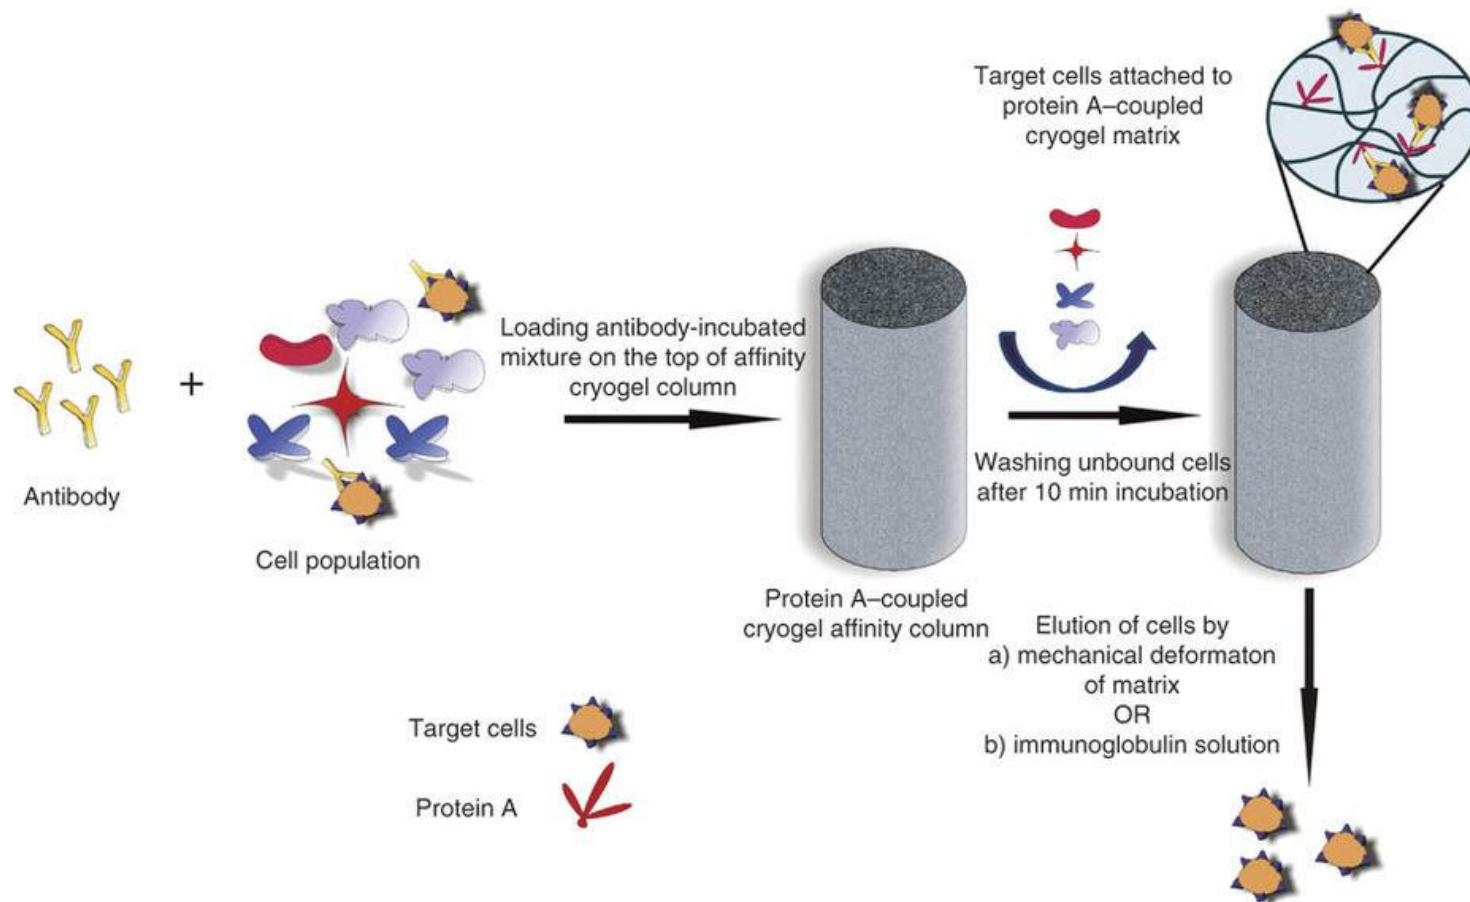 Target cells attached to
protein A–coupled
cryogel matrix
Loading antibody-incubated
mixture on the top of affinity
cryogel column
+
Antibody
Cell population
Washing unbound cells
after 10 min incubation
Protein A–coupled
cryogel affinity column
Elution of cells by
a) mechanical deformaton
of matrix
OR
b) immunoglobulin solution
Target cells
Protein A